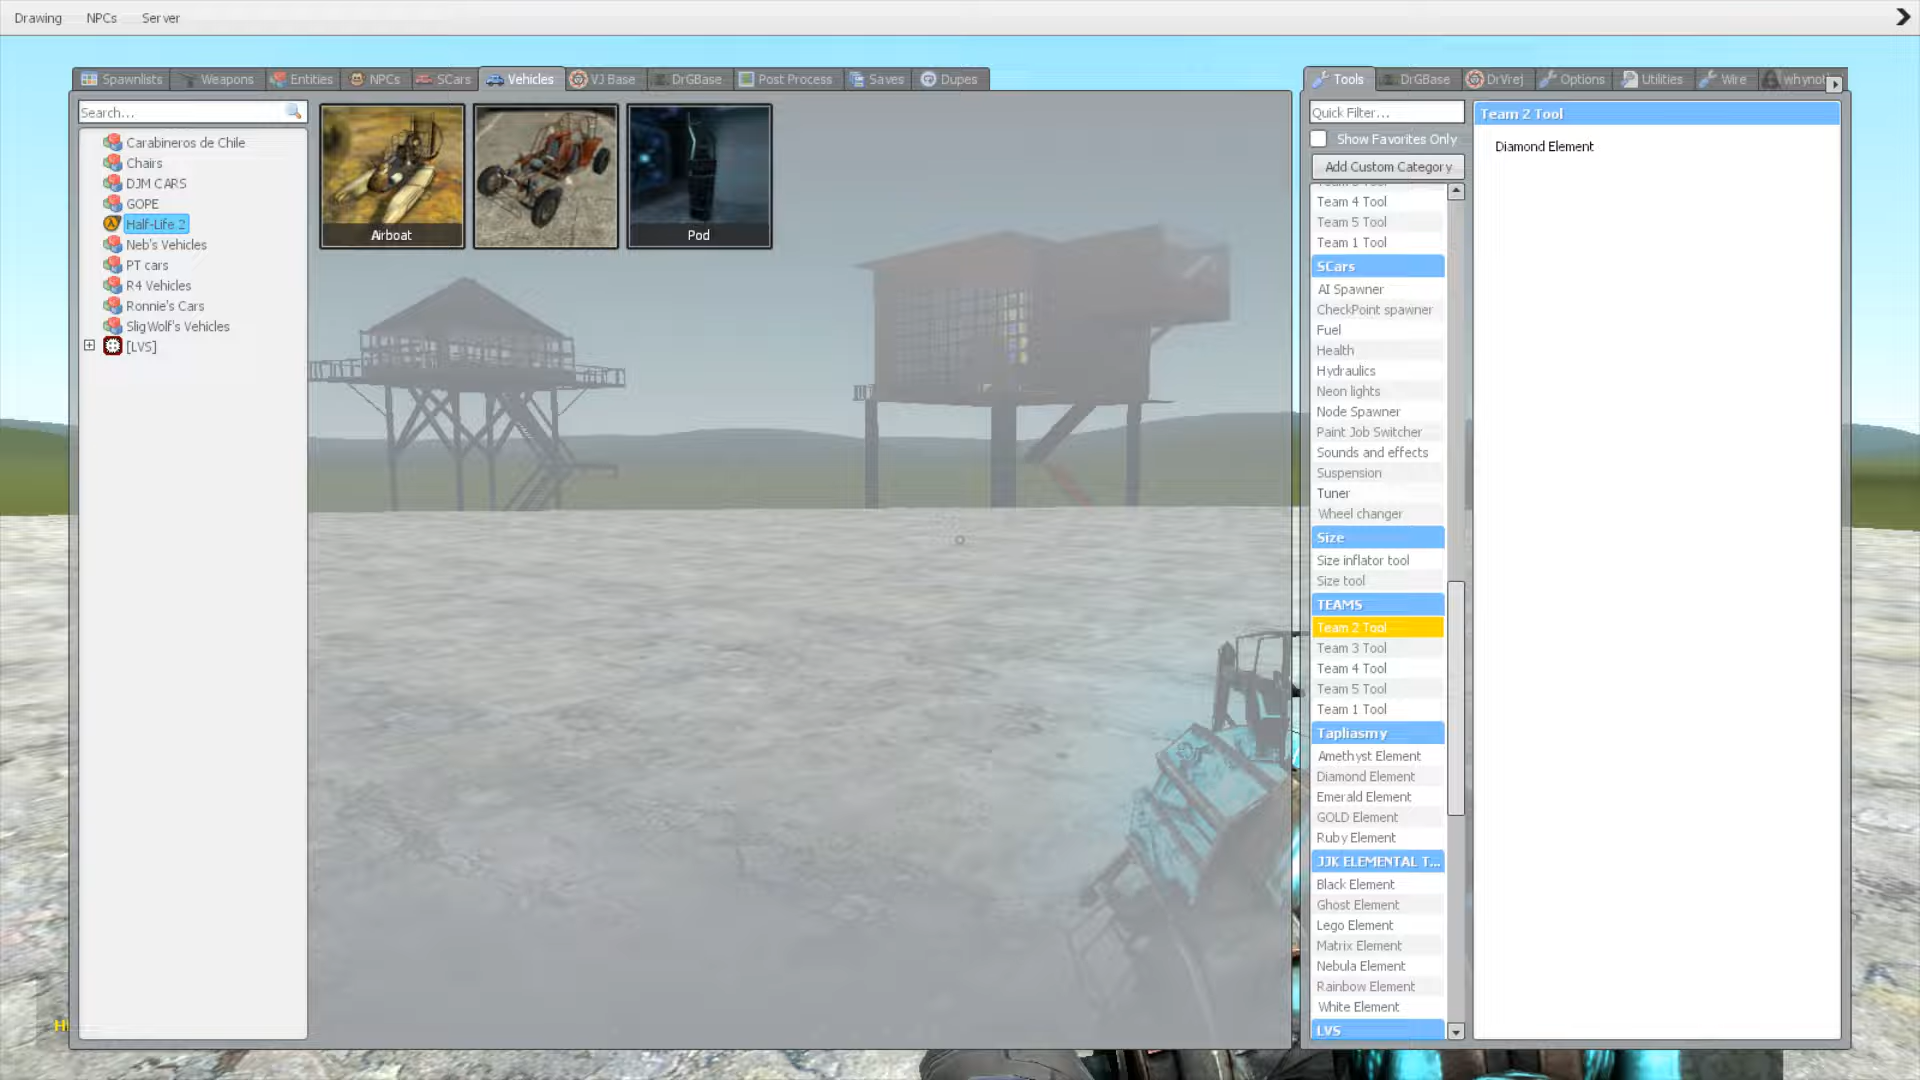 Drawing NPCs Server
Spawnlists Weapons Entities NPCs SCars Vehicles VJ Base DrGBase Post Process Saves Dupes
Search...
Carabineros de Chile
Chairs
DJM CARS
GOPE
Half-Life 2
Neb's Vehicles
PT cars
R4 Vehicles
Ronnie's Cars
SligWolf's Vehicles
[LVS]
Airboat
Pod
Tools DrGBase DrVrej Options Utilities Wire whynot
Quick Filter...
Show Favorites Only
Add Custom Category
Team 4 Tool
Team 5 Tool
Team 1 Tool
SCars
AI Spawner
CheckPoint spawner
Fuel
Health
Hydraulics
Neon lights
Node Spawner
Paint Job Switcher
Sounds and effects
Suspension
Tuner
Wheel changer
Size
Size inflator tool
Size tool
TEAMS
Team 2 Tool
Team 3 Tool
Team 4 Tool
Team 5 Tool
Team 1 Tool
Tapliasmy
Amethyst Element
Diamond Element
Emerald Element
GOLD Element
Ruby Element
JJK ELEMENTAL T...
Black Element
Ghost Element
Lego Element
Matrix Element
Nebula Element
Rainbow Element
White Element
LVS
Team 2 Tool
Diamond Element